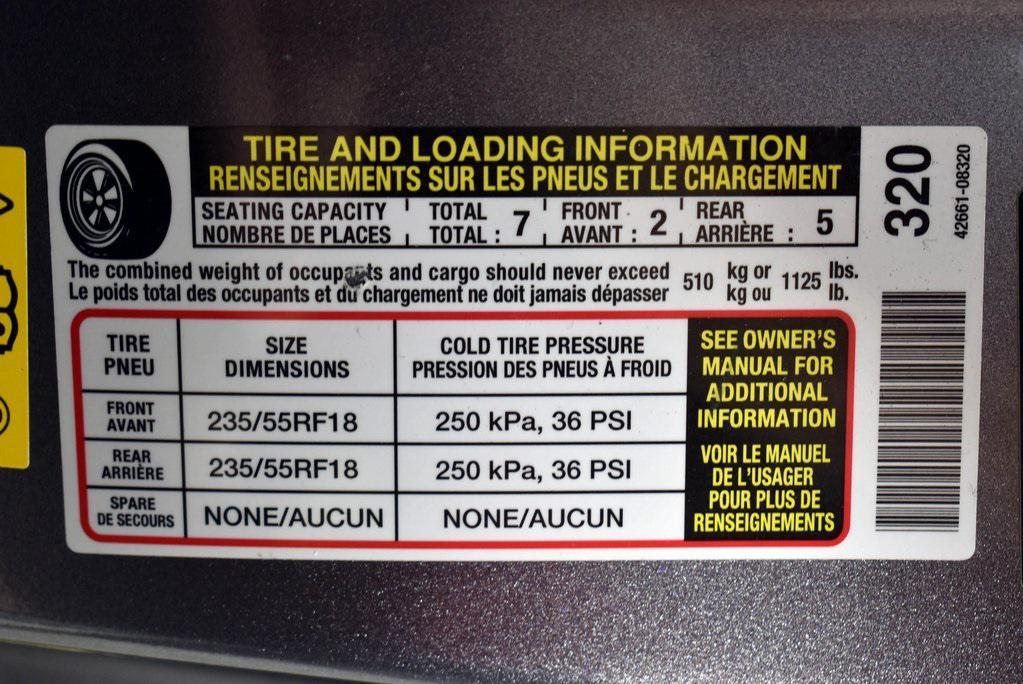 TIRE AND LOADING INFORMATION
RENSEIGNEMENTS SUR LES PNEUS ET LE CHARGEMENT
SEATING CAPACITY TOTAL FRONT REAR
NOMBRE DE PLACES TOTAL : 7 AVANT : 2 ARRIÈRE : 5
The combined weight of occupants and cargo should never exceed 510 kg or 1125 lbs.
Le poids total des occupants et du chargement ne doit jamais dépasser kg ou lb.
TIRE SIZE COLD TIRE PRESSURE
PNEU DIMENSIONS PRESSION DES PNEUS À FROID
FRONT
AVANT 235/55RF18 250 kPa, 36 PSI
REAR
ARRIÈRE 235/55RF18 250 kPa, 36 PSI
SPARE
DE SECOURS NONE/AUCUN NONE/AUCUN
SEE OWNER'S
MANUAL FOR
ADDITIONAL
INFORMATION
VOIR LE MANUEL
DE L'USAGER
POUR PLUS DE
RENSEIGNEMENTS
320
42661-08320